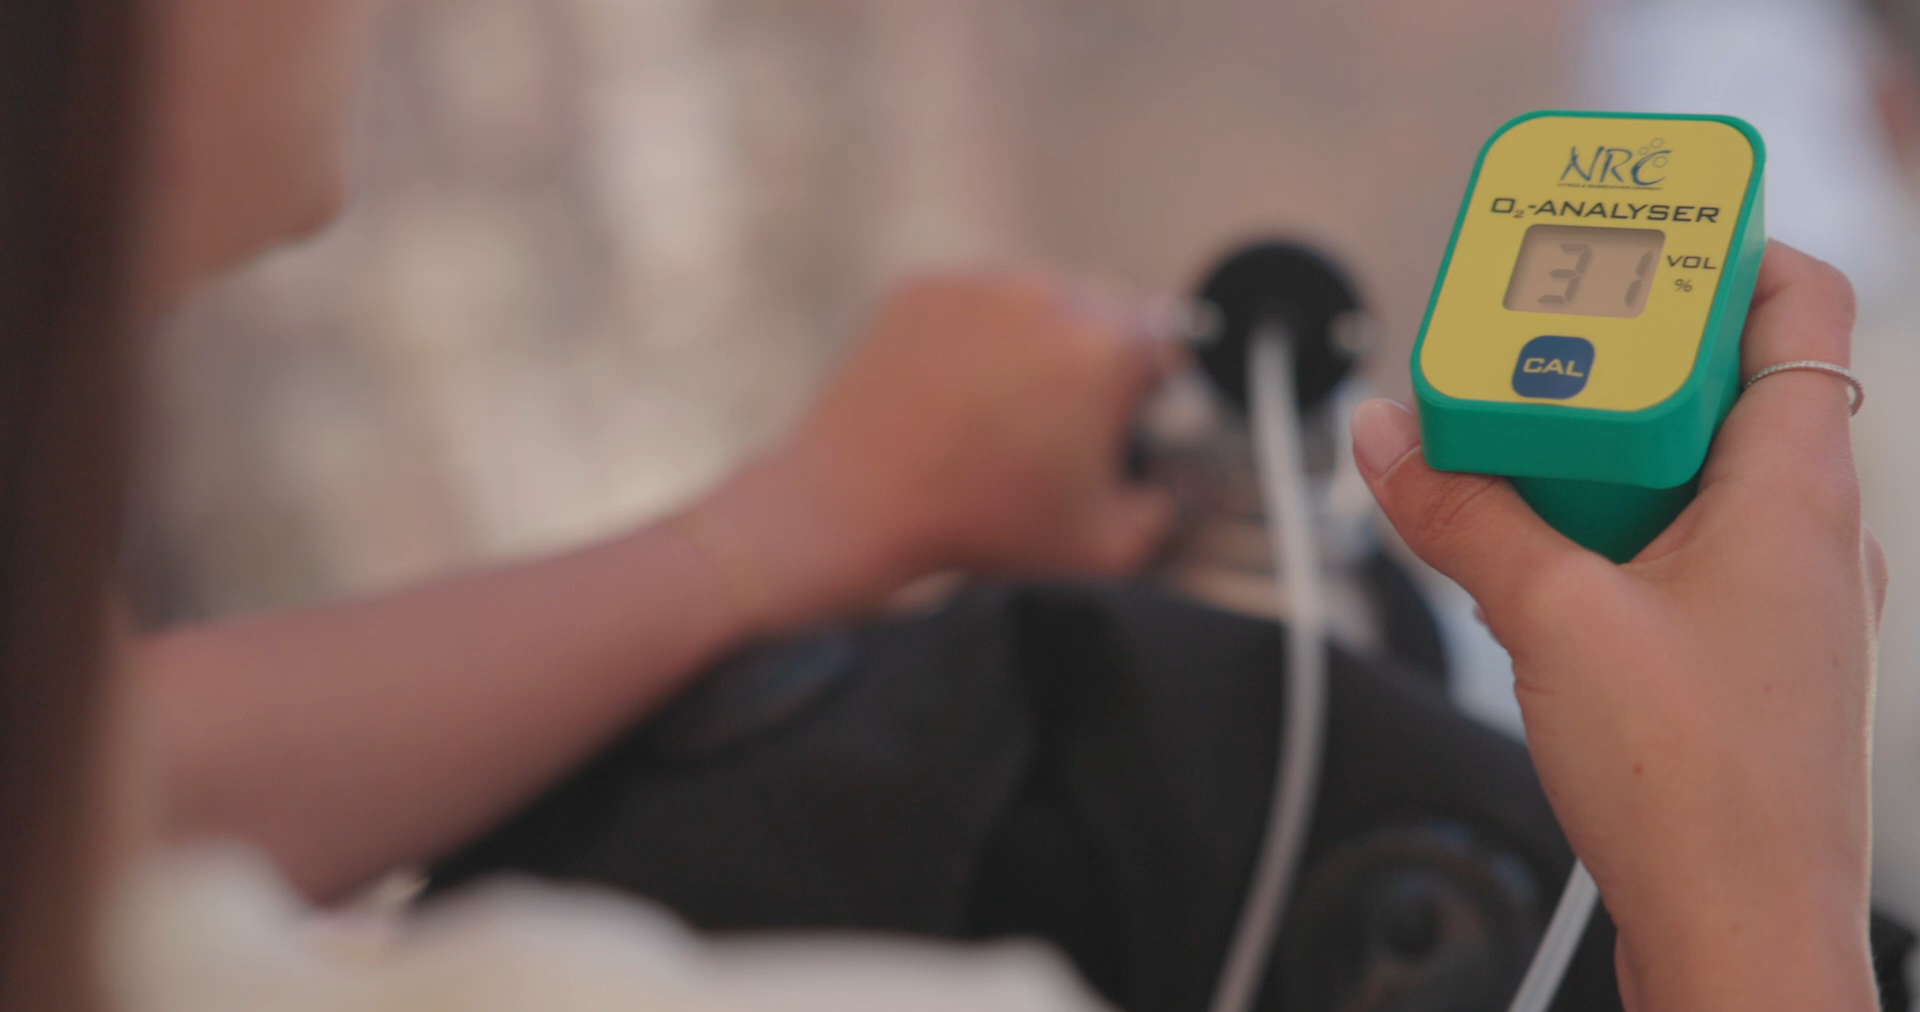 NRC
O₂-ANALYSER
31
VOL
%
CAL